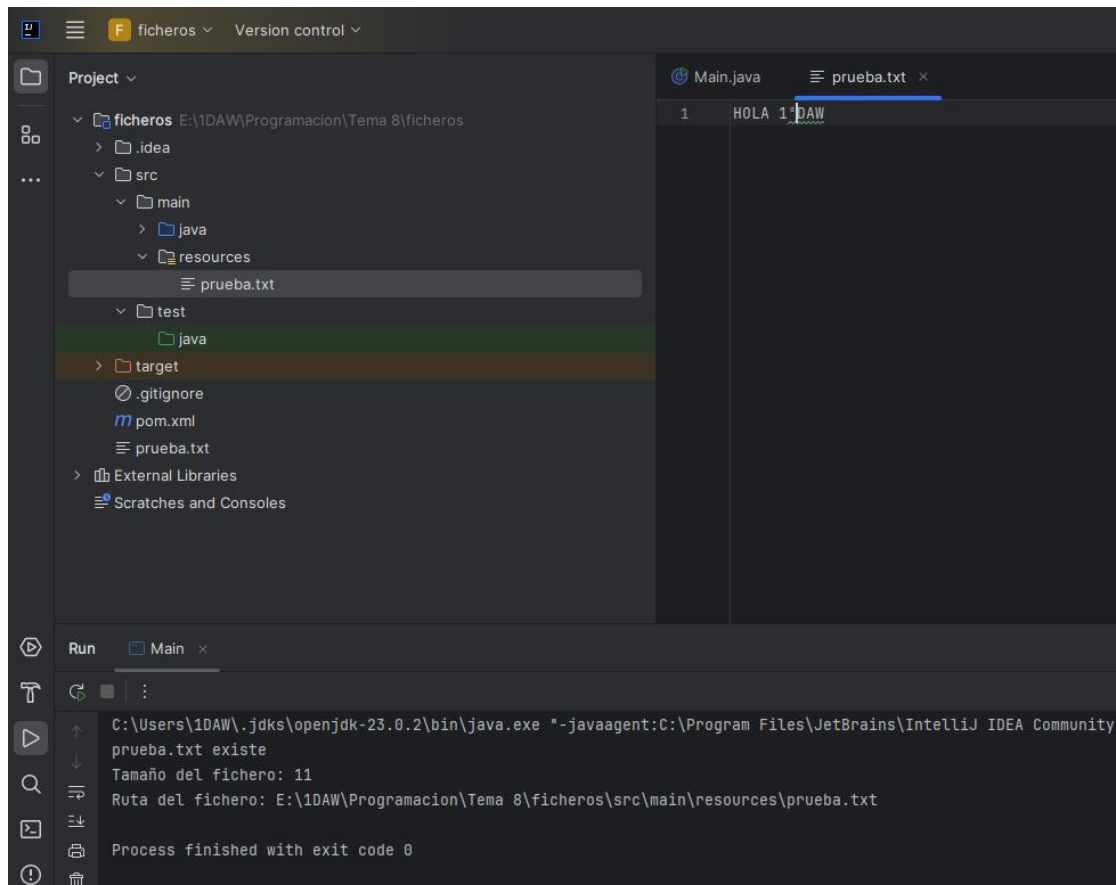 IJ
F ficheros Version control
Project
ficheros E:\1DAW\Programacion\Tema 8\ficheros
.idea
src
main
java
resources
prueba.txt
test
java
target
.gitignore
m pom.xml
prueba.txt
External Libraries
Scratches and Consoles
Main.java prueba.txt
1 HOLA 1ºDAW
Run Main
C:\Users\1DAW\.jdks\openjdk-23.0.2\bin\java.exe "-javaagent:C:\Program Files\JetBrains\IntelliJ IDEA Community
prueba.txt existe
Tamaño del fichero: 11
Ruta del fichero: E:\1DAW\Programacion\Tema 8\ficheros\src\main\resources\prueba.txt
Process finished with exit code 0